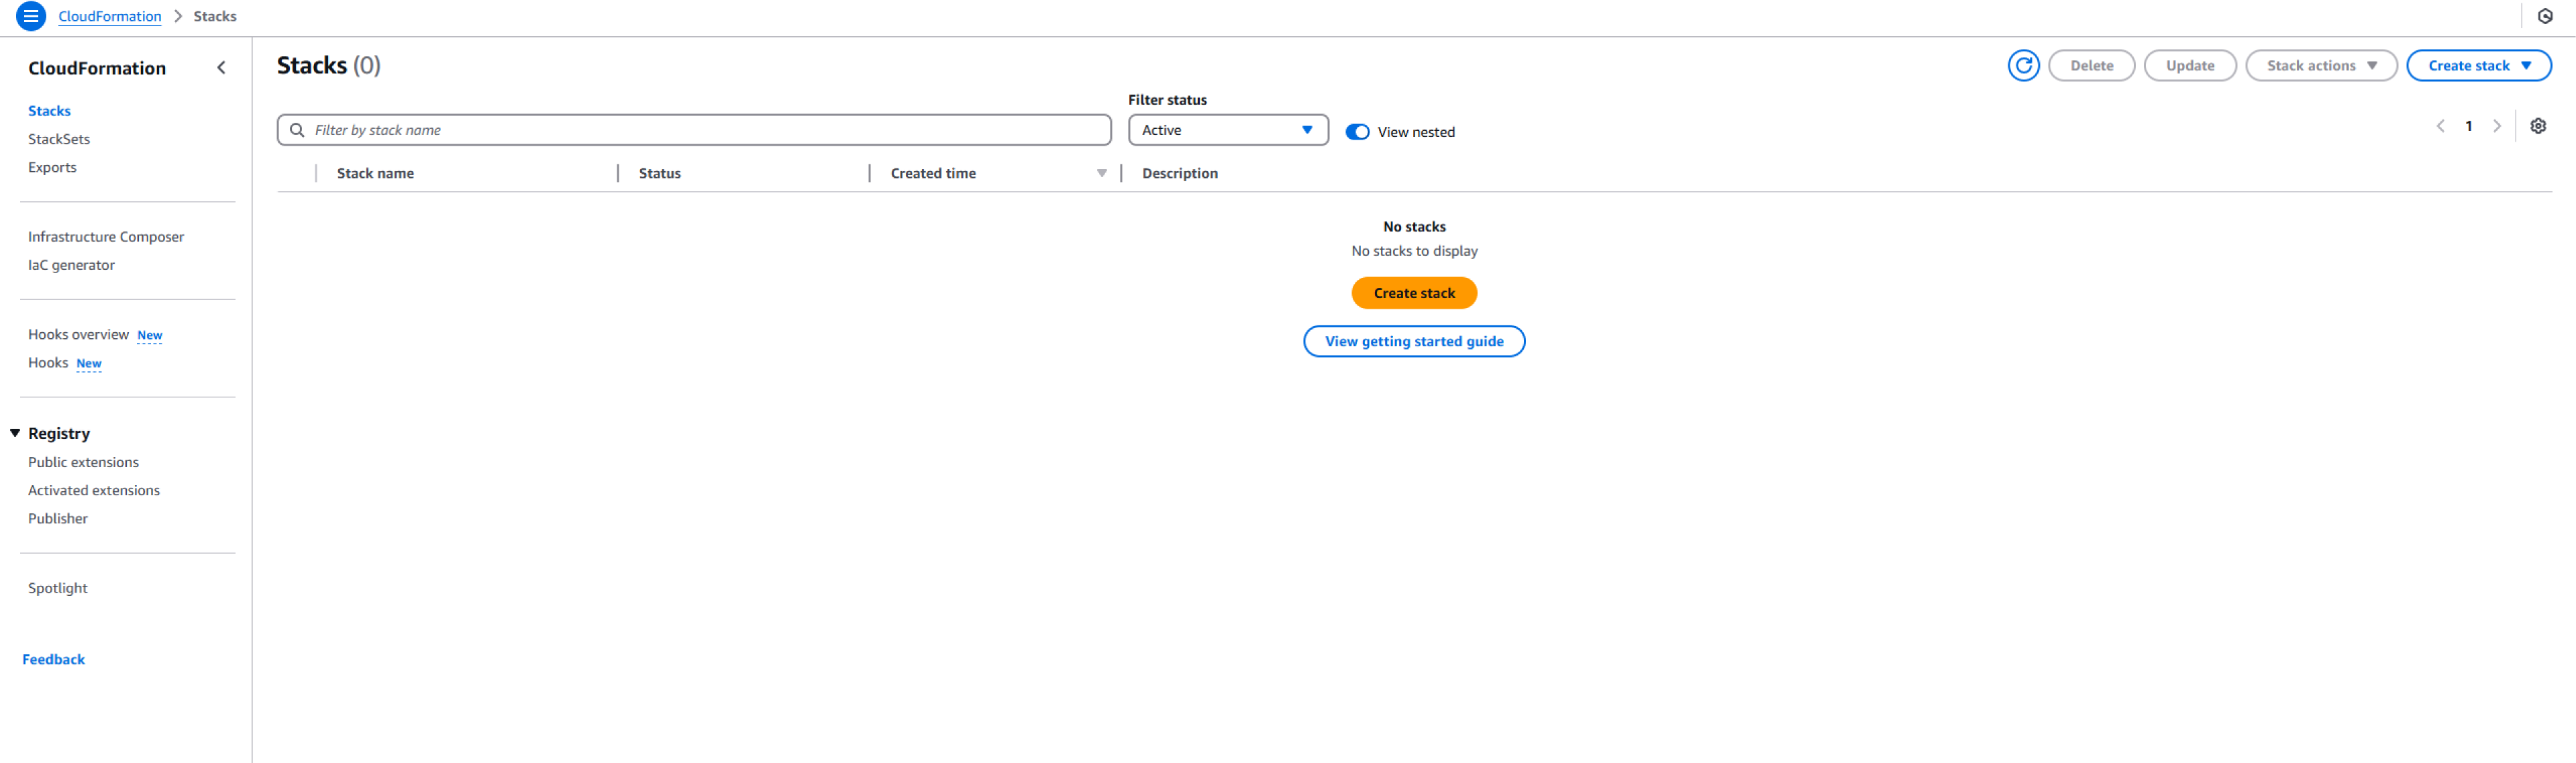 CloudFormation > Stacks
CloudFormation
Stacks
StackSets
Exports
Infrastructure Composer
IaC generator
Hooks overview New
Hooks New
Registry
Public extensions
Activated extensions
Publisher
Spotlight
Feedback
Stacks (0)
Delete
Update
Stack actions
Create stack
Filter by stack name
Filter status
Active
View nested
1
Stack name
Status
Created time
Description
No stacks
No stacks to display
Create stack
View getting started guide